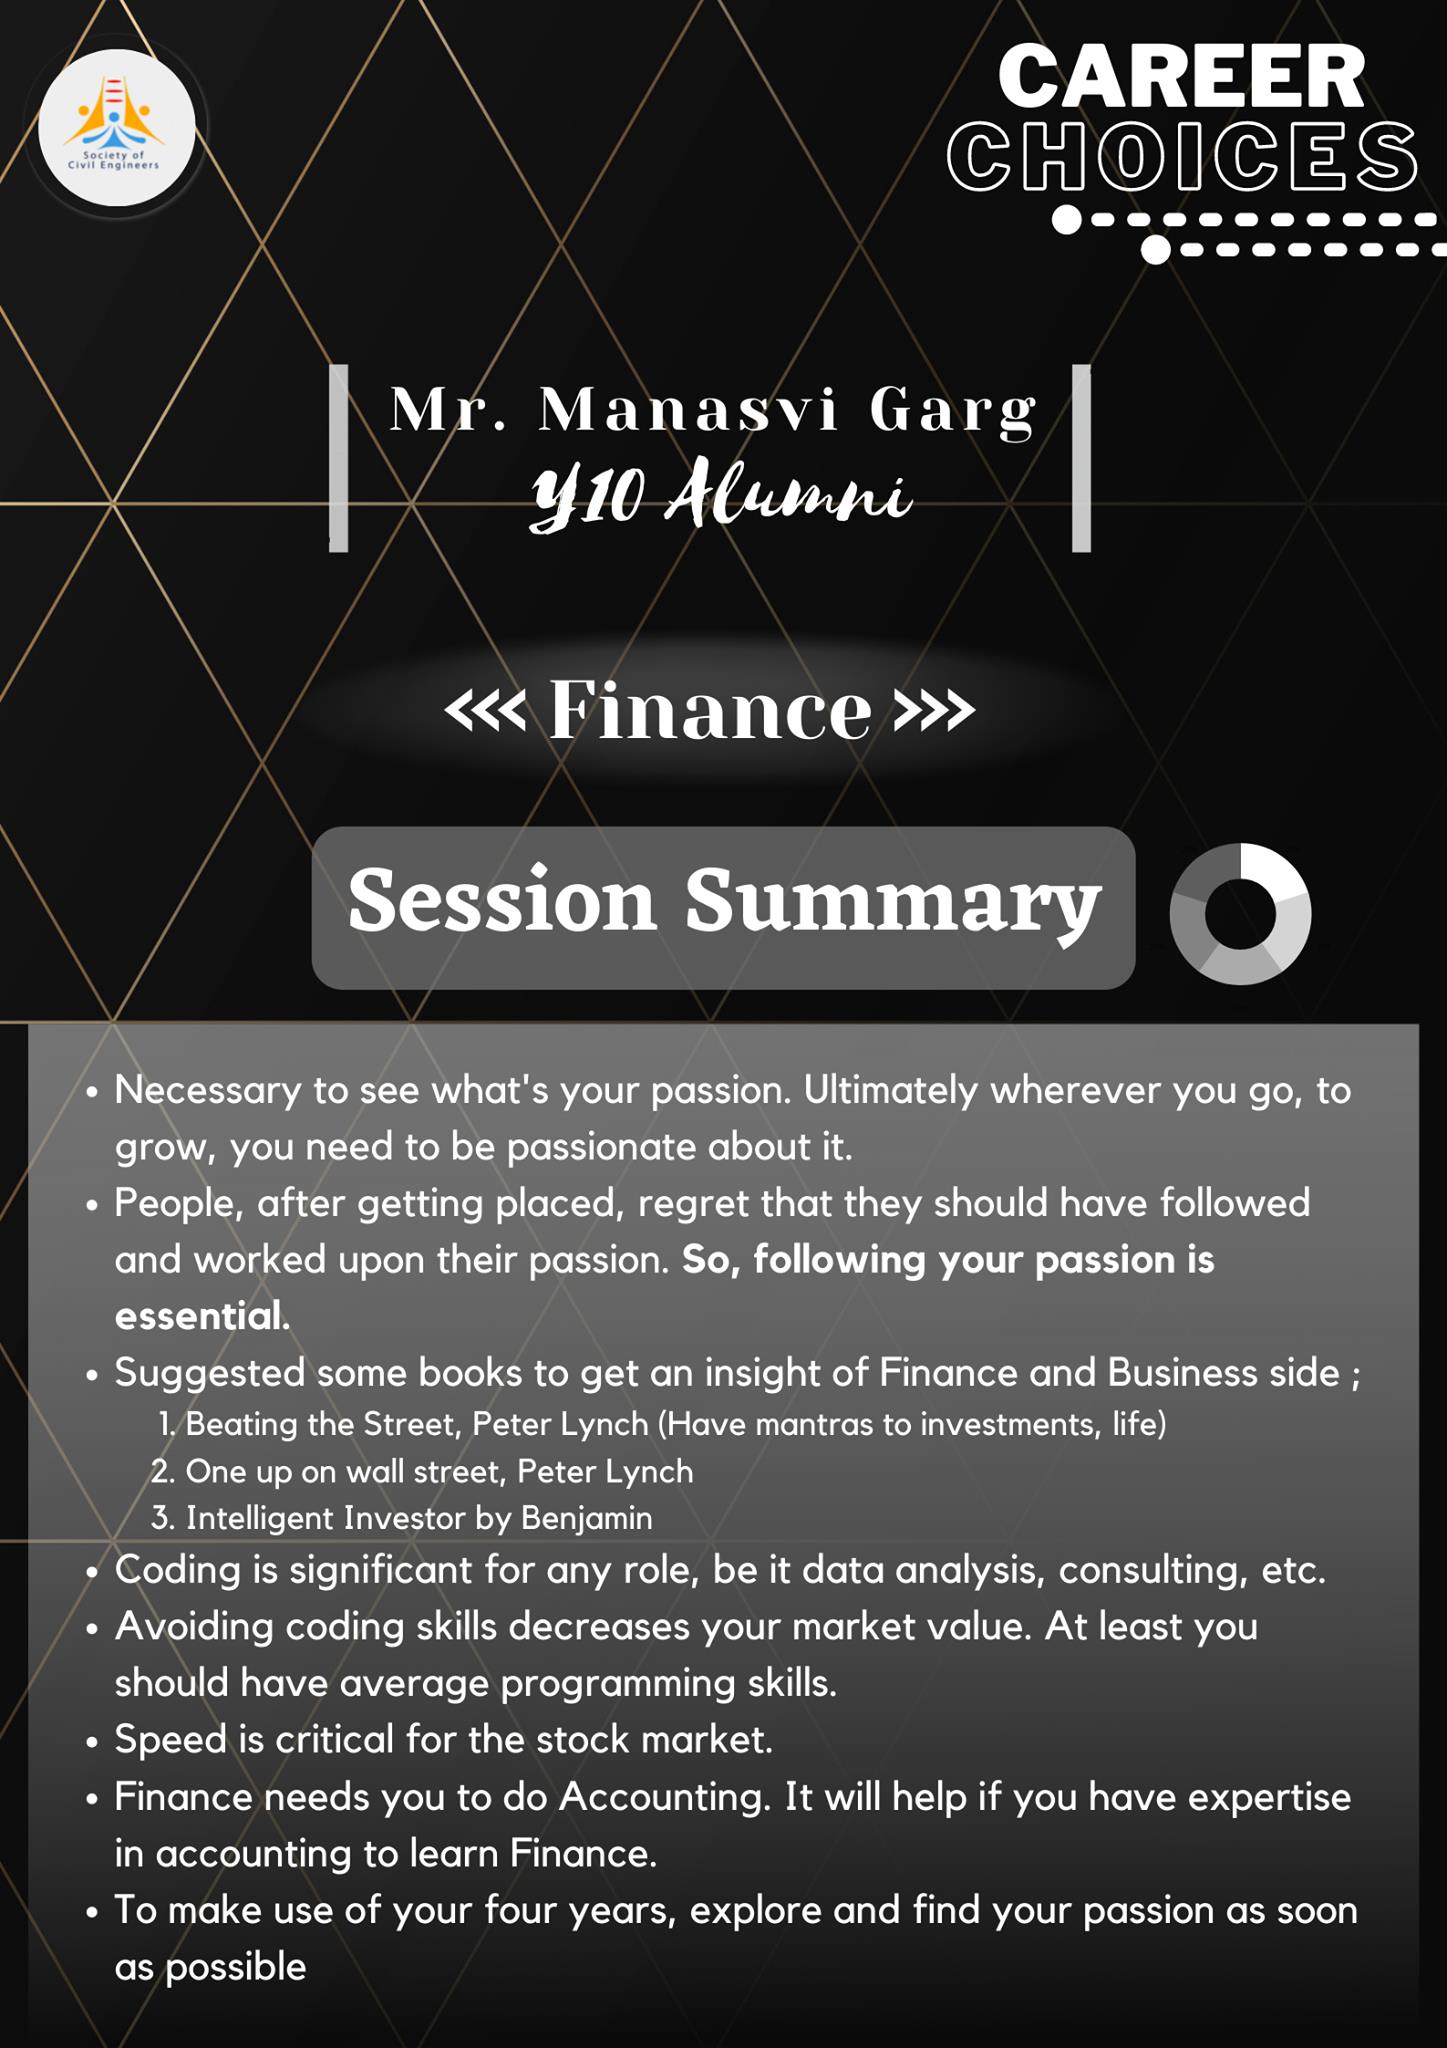 Society of
Civil Engineers
CAREER
CHOICES
Mr. Manasvi Garg
Y10 Alumni
Finance
Session Summary
• Necessary to see what's your passion. Ultimately wherever you go, to
grow, you need to be passionate about it.
• People, after getting placed, regret that they should have followed
and worked upon their passion. So, following your passion is
essential.
• Suggested some books to get an insight of Finance and Business side ;
1. Beating the Street, Peter Lynch (Have mantras to investments, life)
2. One up on wall street, Peter Lynch
3. Intelligent Investor by Benjamin
• Coding is significant for any role, be it data analysis, consulting, etc.
• Avoiding coding skills decreases your market value. At least you
should have average programming skills.
• Speed is critical for the stock market.
• Finance needs you to do Accounting. It will help if you have expertise
in accounting to learn Finance.
• To make use of your four years, explore and find your passion as soon
as possible